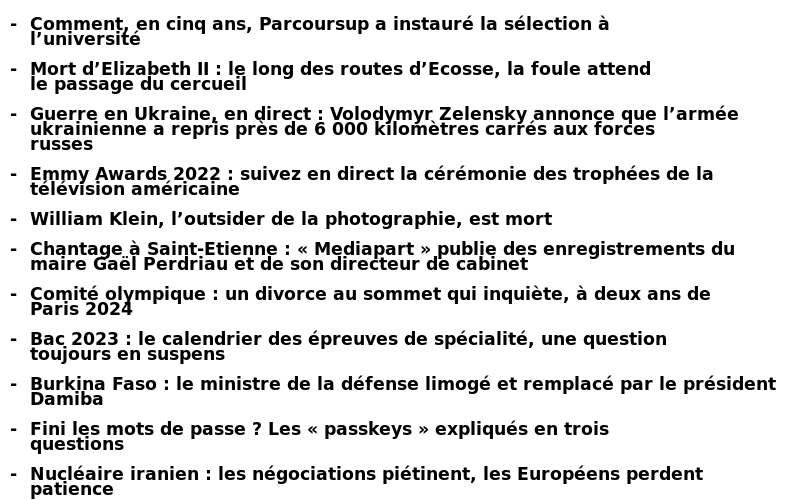 - Comment, en cinq ans, Parcoursup a instauré la sélection à
l’université
- Mort d’Elizabeth II : le long des routes d’Ecosse, la foule attend
le passage du cercueil
- Guerre en Ukraine, en direct : Volodymyr Zelensky annonce que l’armée
ukrainienne a repris près de 6 000 kilomètres carrés aux forces
russes
- Emmy Awards 2022 : suivez en direct la cérémonie des trophées de la
télévision américaine
- William Klein, l’outsider de la photographie, est mort
- Chantage à Saint-Etienne : « Mediapart » publie des enregistrements du
maire Gaël Perdriau et de son directeur de cabinet
- Comité olympique : un divorce au sommet qui inquiète, à deux ans de
Paris 2024
- Bac 2023 : le calendrier des épreuves de spécialité, une question
toujours en suspens
- Burkina Faso : le ministre de la défense limogé et remplacé par le président
Damiba
- Fini les mots de passe ? Les « passkeys » expliqués en trois
questions
- Nucléaire iranien : les négociations piétinent, les Européens perdent
patience